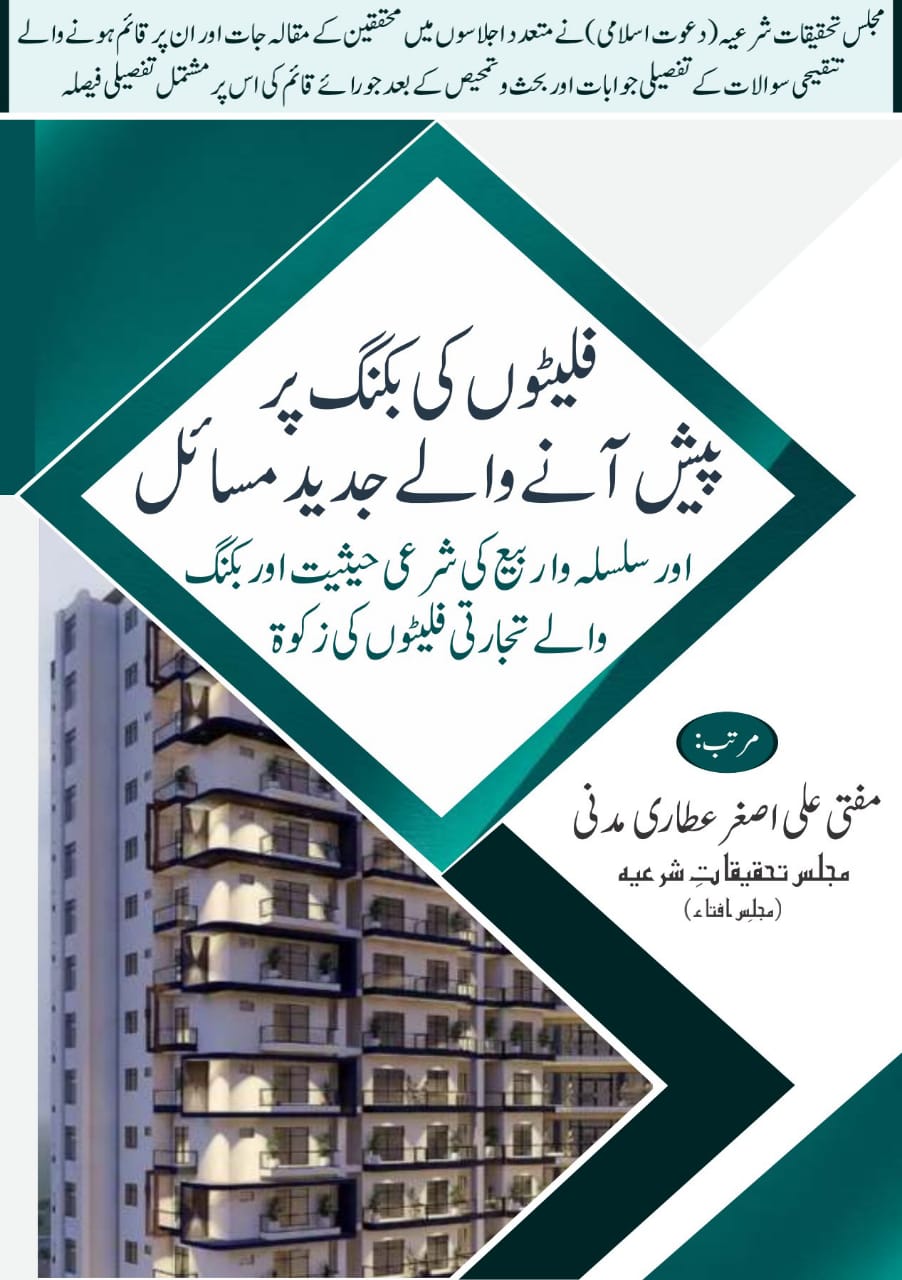 مجلس تحقیقات شرعیہ (دعوت اسلامی) نے متعدد اجلاسوں میں محققین کے مقالہ جات اور ان پر قائم ہونے والے
تنقیحی سوالات کے تفصیلی جوابات اور بحث و تمحیص کے بعد جو رائے قائم کی اس پر مشتمل تفصیلی فیصلہ
فلیٹوں کی بکنگ پر
پیش آنے والے جدید مسائل
اور سلسلہ وار بیع کی شرعی حیثیت اور بکنگ
والے تجارتی فلیٹوں کی زکوۃ
مرتب:
مفتی علی اصغر عطاری مدنی
مجلس تحقیقاتِ شرعیہ
(مجلسِ افتاء)